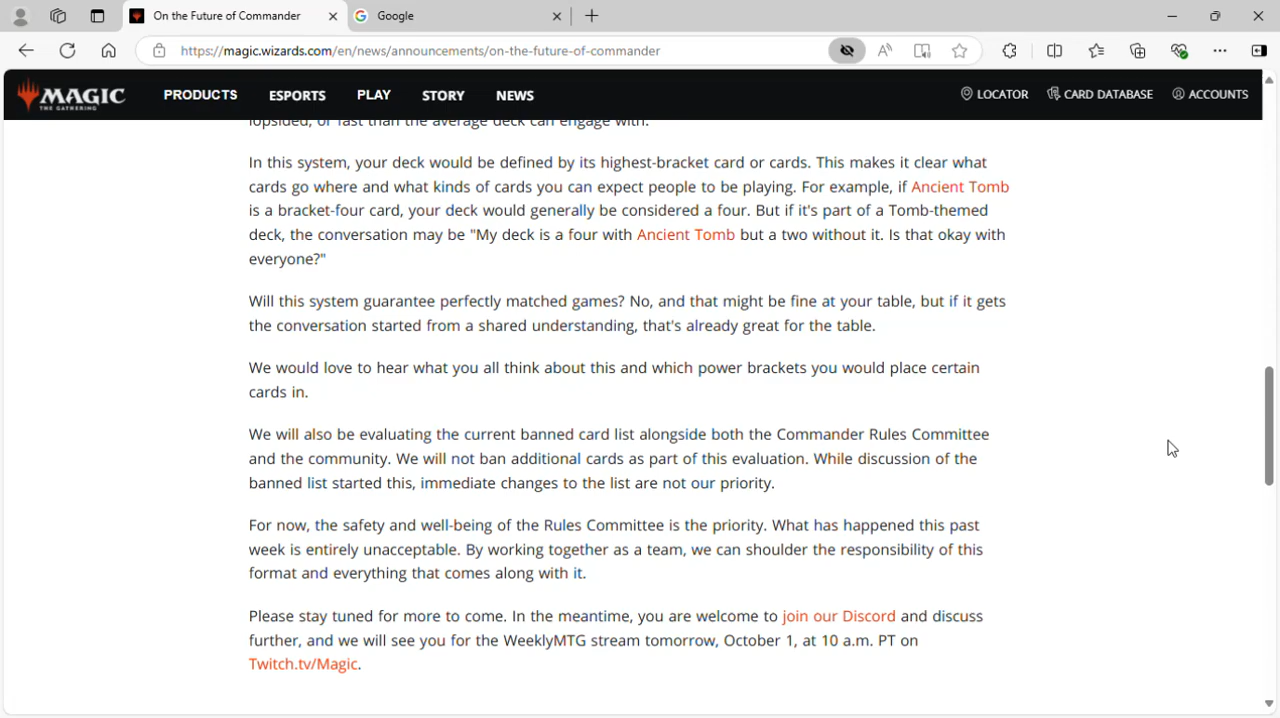 On the Future of Commander
Google
https://magic.wizards.com/en/news/announcements/on-the-future-of-commander
MAGIC
THE GATHERING
PRODUCTS ESPORTS PLAY STORY NEWS LOCATOR CARD DATABASE ACCOUNTS
lopsided, or fast than the average deck can engage with.
In this system, your deck would be defined by its highest-bracket card or cards. This makes it clear what
cards go where and what kinds of cards you can expect people to be playing. For example, if Ancient Tomb
is a bracket-four card, your deck would generally be considered a four. But if it's part of a Tomb-themed
deck, the conversation may be "My deck is a four with Ancient Tomb but a two without it. Is that okay with
everyone?"
Will this system guarantee perfectly matched games? No, and that might be fine at your table, but if it gets
the conversation started from a shared understanding, that's already great for the table.
We would love to hear what you all think about this and which power brackets you would place certain
cards in.
We will also be evaluating the current banned card list alongside both the Commander Rules Committee
and the community. We will not ban additional cards as part of this evaluation. While discussion of the
banned list started this, immediate changes to the list are not our priority.
For now, the safety and well-being of the Rules Committee is the priority. What has happened this past
week is entirely unacceptable. By working together as a team, we can shoulder the responsibility of this
format and everything that comes along with it.
Please stay tuned for more to come. In the meantime, you are welcome to join our Discord and discuss
further, and we will see you for the WeeklyMTG stream tomorrow, October 1, at 10 a.m. PT on
Twitch.tv/Magic.